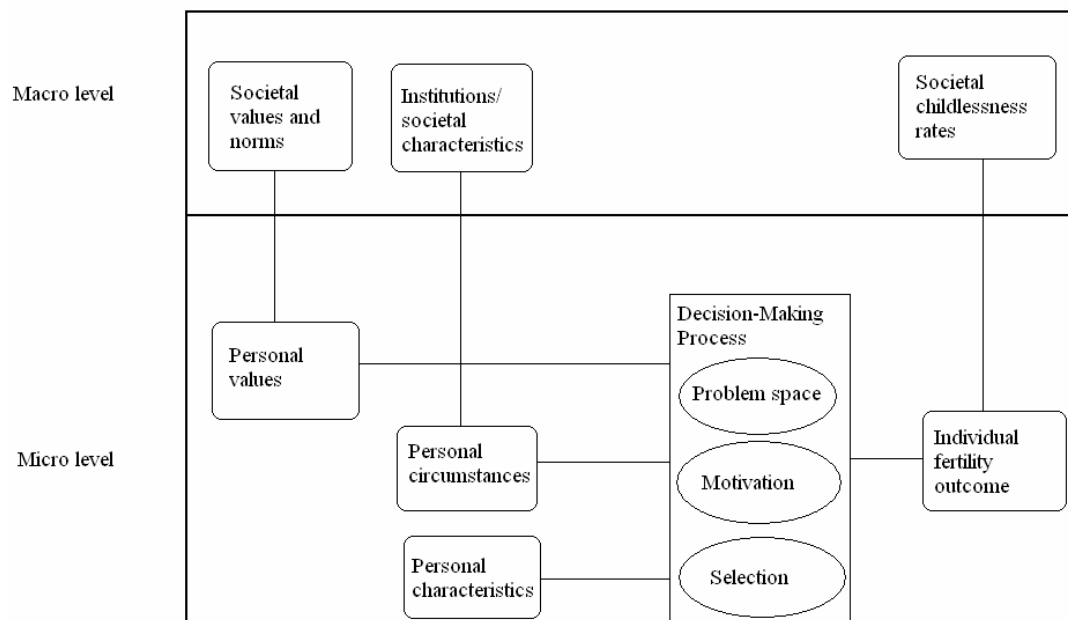 Macro level
Societal
values and
norms
Institutions/
societal
characteristics
Societal
childlessness
rates
Micro level
Personal
values
Decision-Making
Process
Problem space
Personal
circumstances
Motivation
Individual
fertility
outcome
Personal
characteristics
Selection